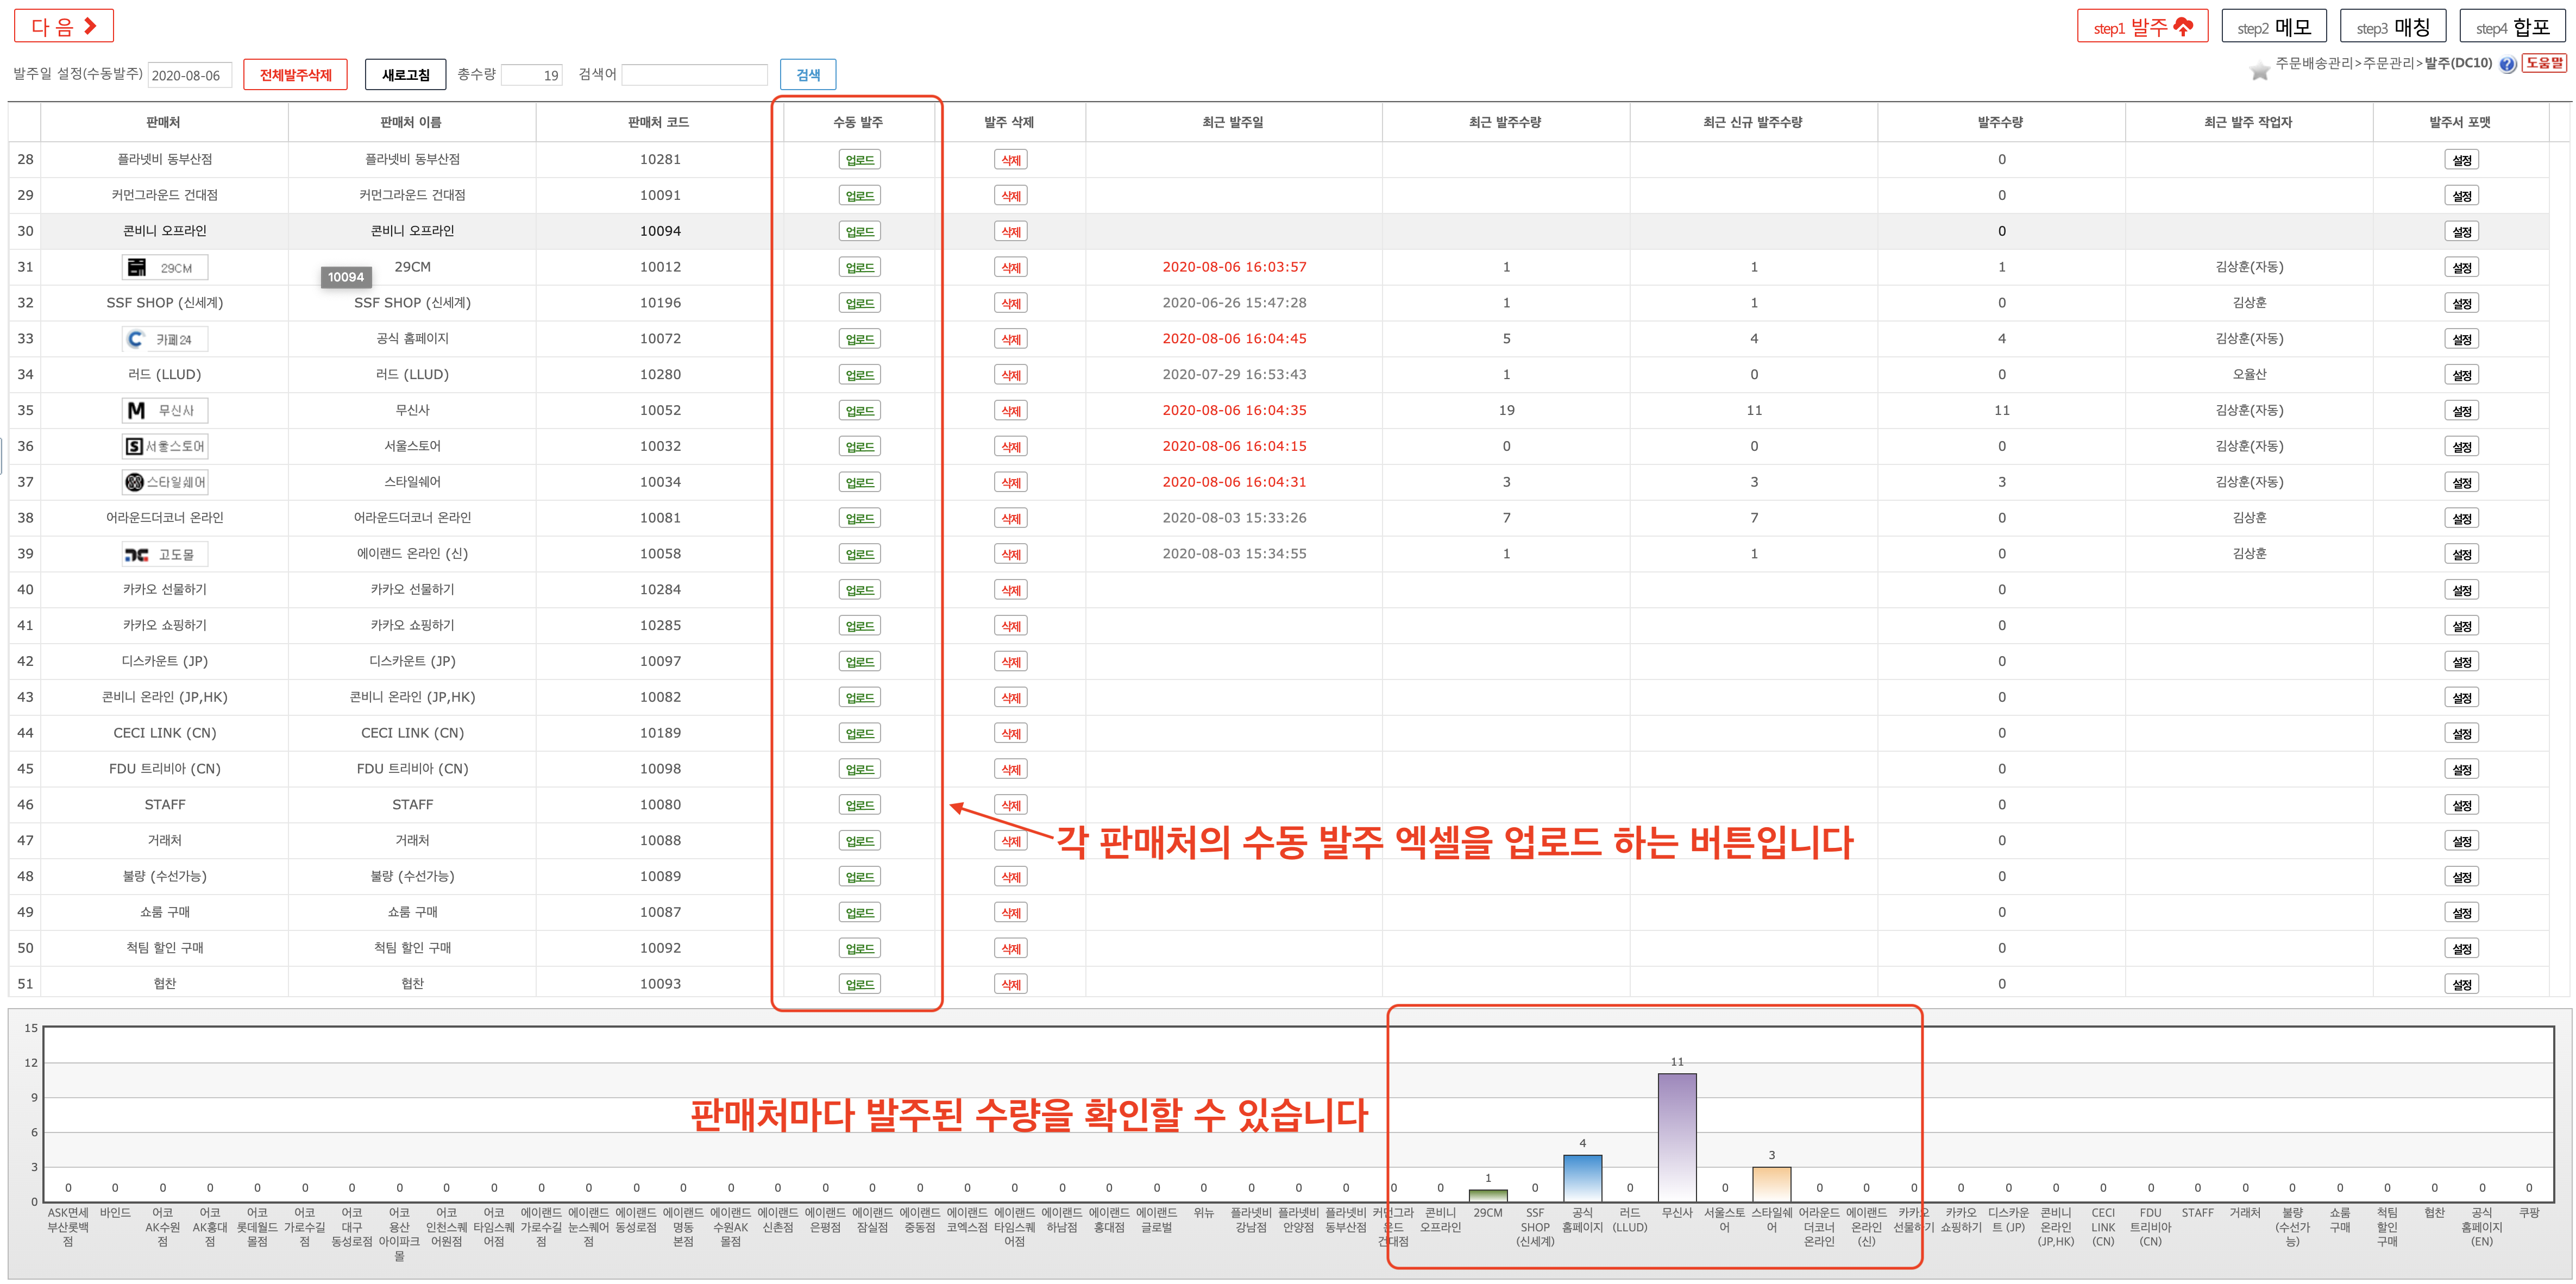 다 음
step1 발주 step2 메모 step3 매칭 step4 합포
발주일 설정(수동발주) 2020-08-06 전체발주삭제 새로고침 총수량 19 검색어 검색
주문배송관리>주문관리>발주(DC10) ? 도움말
판매처 판매처 이름 판매처 코드 수동 발주 발주 삭제 최근 발주일 최근 발주수량 최근 신규 발주수량 발주수량 최근 발주 작업자 발주서 포맷
28 플라넷비 동부산점 플라넷비 동부산점 10281 업로드 삭제 0 설정
29 커먼그라운드 건대점 커먼그라운드 건대점 10091 업로드 삭제 0 설정
30 콘비니 오프라인 콘비니 오프라인 10094 업로드 삭제 0 설정
31 29CM 29CM 10012 업로드 삭제 2020-08-06 16:03:57 1 1 1 김상훈(자동) 설정
10094
32 SSF SHOP (신세계) SSF SHOP (신세계) 10196 업로드 삭제 2020-06-26 15:47:28 1 1 0 김상훈 설정
33 카페24 공식 홈페이지 10072 업로드 삭제 2020-08-06 16:04:45 5 4 4 김상훈(자동) 설정
34 러드 (LLUD) 러드 (LLUD) 10280 업로드 삭제 2020-07-29 16:53:43 1 0 0 오율산 설정
35 M 무신사 무신사 10052 업로드 삭제 2020-08-06 16:04:35 19 11 11 김상훈(자동) 설정
36 S 서울스토어 서울스토어 10032 업로드 삭제 2020-08-06 16:04:15 0 0 0 김상훈(자동) 설정
37 스타일쉐어 스타일쉐어 10034 업로드 삭제 2020-08-06 16:04:31 3 3 3 김상훈(자동) 설정
38 어라운드더코너 온라인 어라운드더코너 온라인 10081 업로드 삭제 2020-08-03 15:33:26 7 7 0 김상훈 설정
39 고도몰 에이랜드 온라인 (신) 10058 업로드 삭제 2020-08-03 15:34:55 1 1 0 김상훈 설정
40 카카오 선물하기 카카오 선물하기 10284 업로드 삭제 0 설정
41 카카오 쇼핑하기 카카오 쇼핑하기 10285 업로드 삭제 0 설정
42 디스카운트 (JP) 디스카운트 (JP) 10097 업로드 삭제 0 설정
43 콘비니 온라인 (JP,HK) 콘비니 온라인 (JP,HK) 10082 업로드 삭제 0 설정
44 CECI LINK (CN) CECI LINK (CN) 10189 업로드 삭제 0 설정
45 FDU 트리비아 (CN) FDU 트리비아 (CN) 10098 업로드 삭제 0 설정
46 STAFF STAFF 10080 업로드 삭제 0 설정
47 거래처 거래처 10088 업로드 삭제 0 설정
각 판매처의 수동 발주 엑셀을 업로드 하는 버튼입니다
48 불량 (수선가능) 불량 (수선가능) 10089 업로드 삭제 0 설정
49 쇼룸 구매 쇼룸 구매 10087 업로드 삭제 0 설정
50 척팀 할인 구매 척팀 할인 구매 10092 업로드 삭제 0 설정
51 협찬 협찬 10093 업로드 삭제 0 설정
15
12 11
9
판매처마다 발주된 수량을 확인할 수 있습니다
6
4
3 3
1
0 0 0 0 0 0 0 0 0 0 0 0 0 0 0 0 0 0 0 0 0 0 0 0 0 0 0 0 0 0 0 0 0 0 0 0 0 0 0 0 0 0 0 0 0 0 0 0 0 0
ASK면세 바인드 어코 어코 어코 어코 어코 어코 어코 어코 에이랜드 에이랜드 에이랜드 에이랜드 에이랜드 에이랜드 에이랜드 에이랜드 에이랜드 에이랜드 에이랜드 에이랜드 에이랜드 에이랜드 위뉴 플라넷비 플라넷비 플라넷비 커먼그라 콘비니 29CM SSF 공식 러드 무신사 서울스토 스타일쉐 어라운드 에이랜드 카카오 카카오 디스카운 콘비니 CECI FDU STAFF 거래처 불량 쇼룸 척팀 협찬 공식 쿠팡
부산롯백 AK수원 AK홍대 롯데월드 가로수길 대구 용산 인천스퀘 타임스퀘 가로수길 눈스퀘어 동성로점 명동 수원AK 신촌점 은평점 잠실점 중동점 코엑스점 타임스퀘 하남점 홍대점 글로벌 강남점 안양점 동부산점 운드 오프라인 SHOP 홈페이지 (LLUD) 어 어 더코너 온라인 선물하기 쇼핑하기 트 (JP) 온라인 LINK 트리비아 (수선가 구매 할인 홈페이지
점 점 점 몰점 점 동성로점 아이파크 어원점 어점 점 점 본점 몰점 어점 건대점 (신세계) 온라인 (신) (JP,HK) (CN) (CN) 능) 구매 (EN)
몰